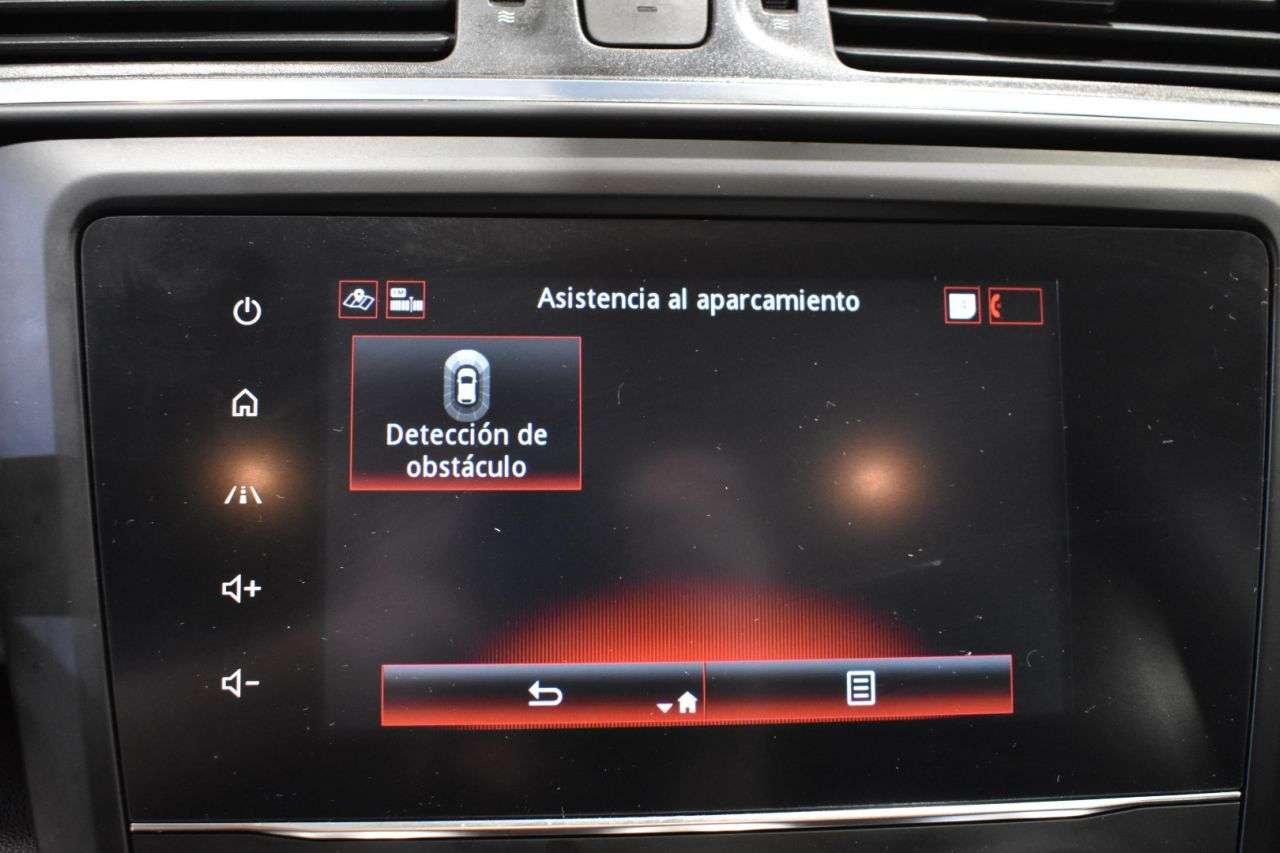 Asistencia al aparcamiento
Detección de
obstáculo